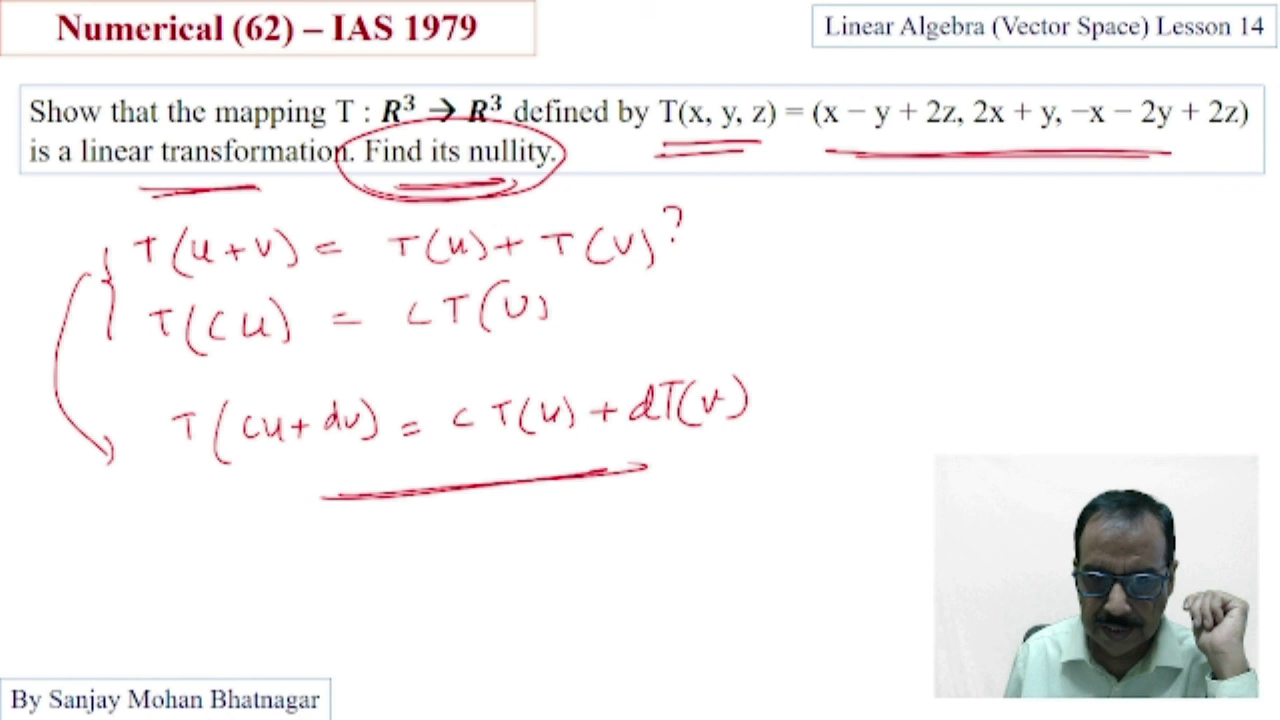 Numerical (62) – IAS 1979
Linear Algebra (Vector Space) Lesson 14
Show that the mapping T : R³ → R³ defined by T(x, y, z) = (x − y + 2z, 2x + y, −x − 2y + 2z)
is a linear transformation. Find its nullity.
T(u+v) = T(u) + T(v)?
T(cu) = cT(u)
T(cu+dv) = cT(u) + dT(v)
By Sanjay Mohan Bhatnagar